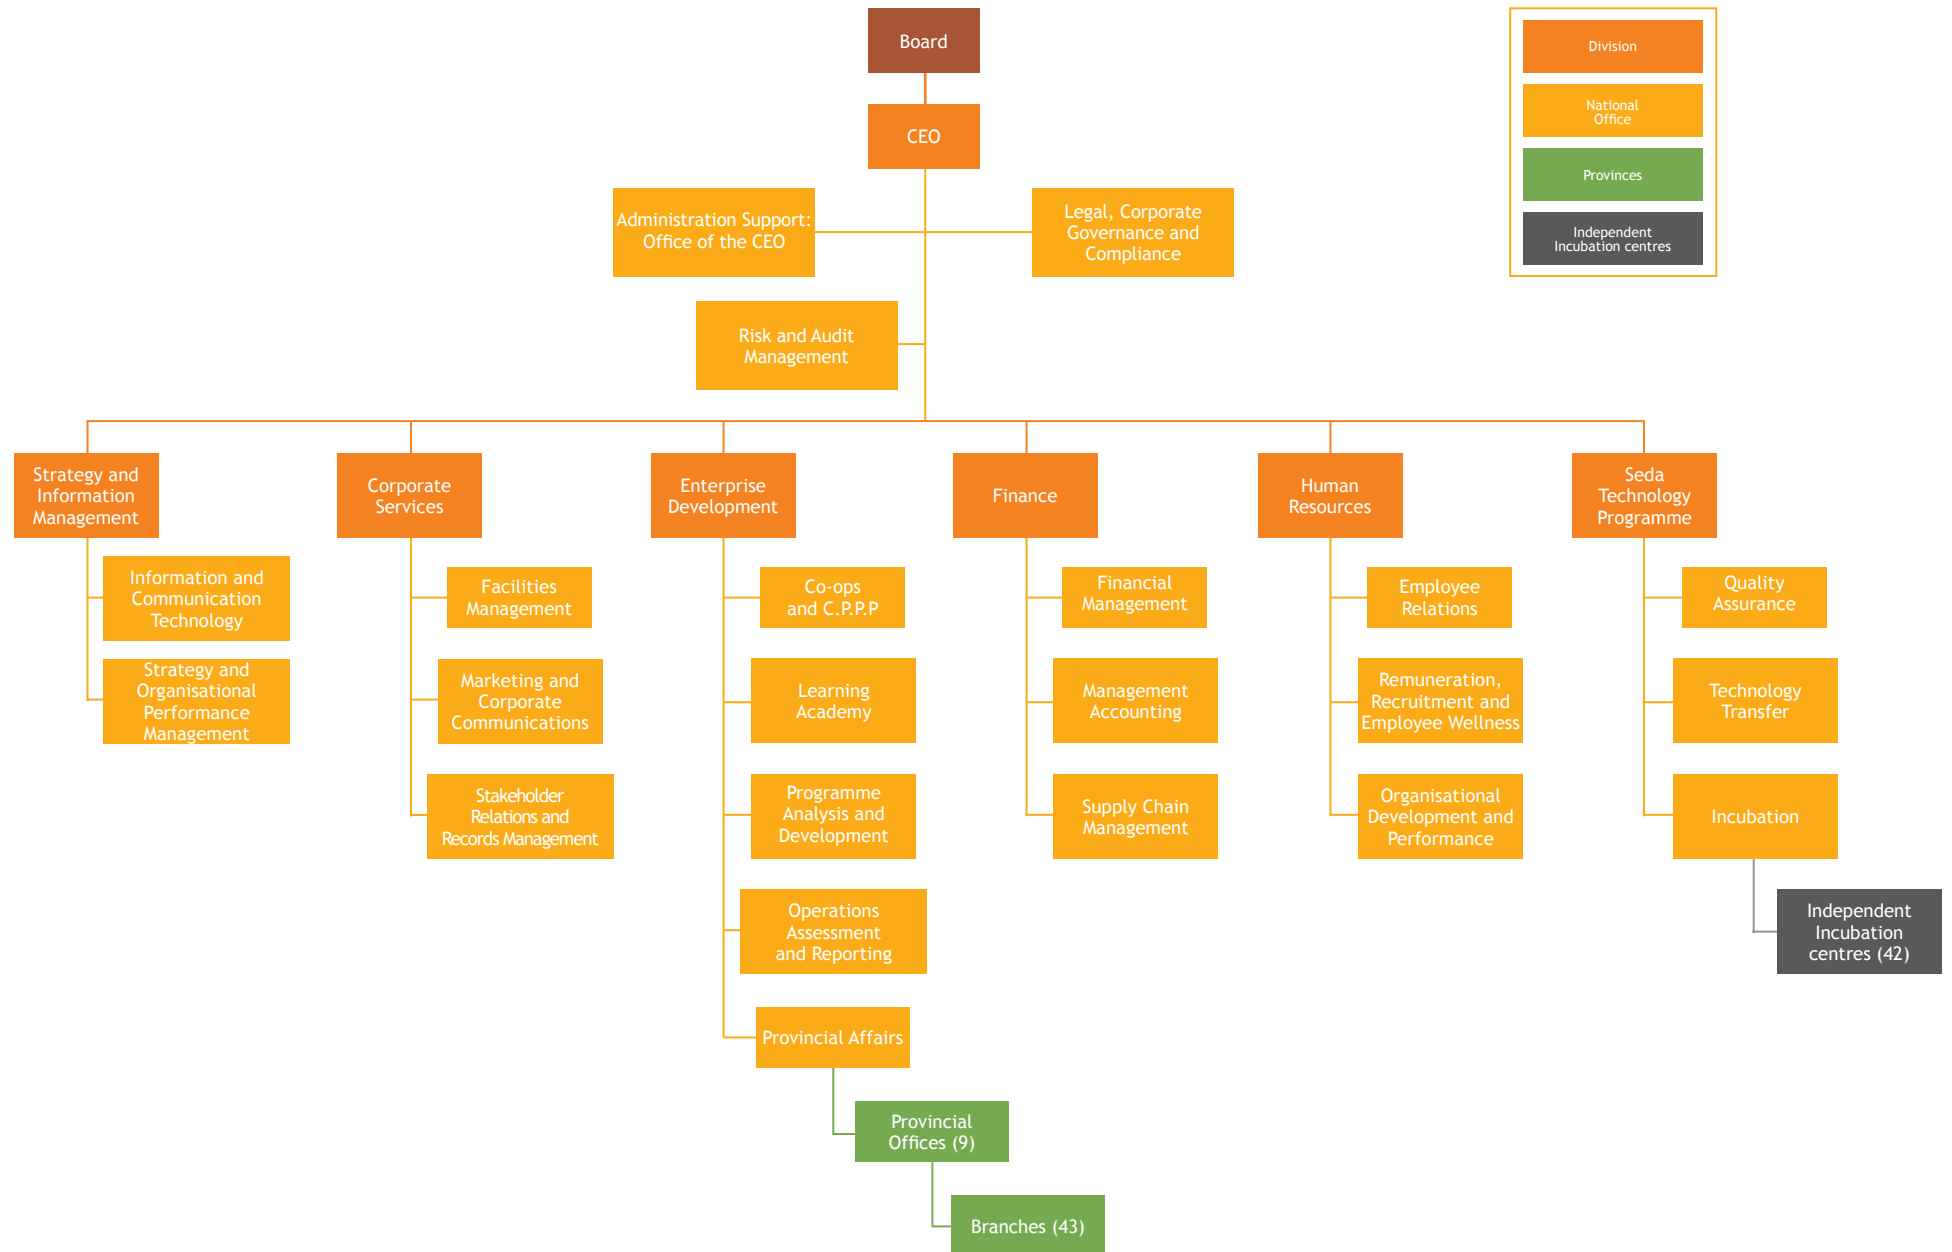 Board
CEO
Administration Support:
Office of the CEO
Legal, Corporate
Governance and
Compliance
Risk and Audit
Management
Division
National
Office
Provinces
Independent
Incubation centres
Strategy and
Information
Management
Information and
Communication
Technology
Strategy and
Organisational
Performance
Management
Corporate
Services
Facilities
Management
Marketing and
Corporate
Communications
Stakeholder
Relations and
Records Management
Enterprise
Development
Co-ops
and C.P.P.P
Learning
Academy
Programme
Analysis and
Development
Operations
Assessment
and Reporting
Provincial Affairs
Provincial
Offices (9)
Branches (43)
Finance
Financial
Management
Management
Accounting
Supply Chain
Management
Human
Resources
Employee
Relations
Remuneration,
Recruitment and
Employee Wellness
Organisational
Development and
Performance
Seda
Technology
Programme
Quality
Assurance
Technology
Transfer
Incubation
Independent
Incubation
centres (42)